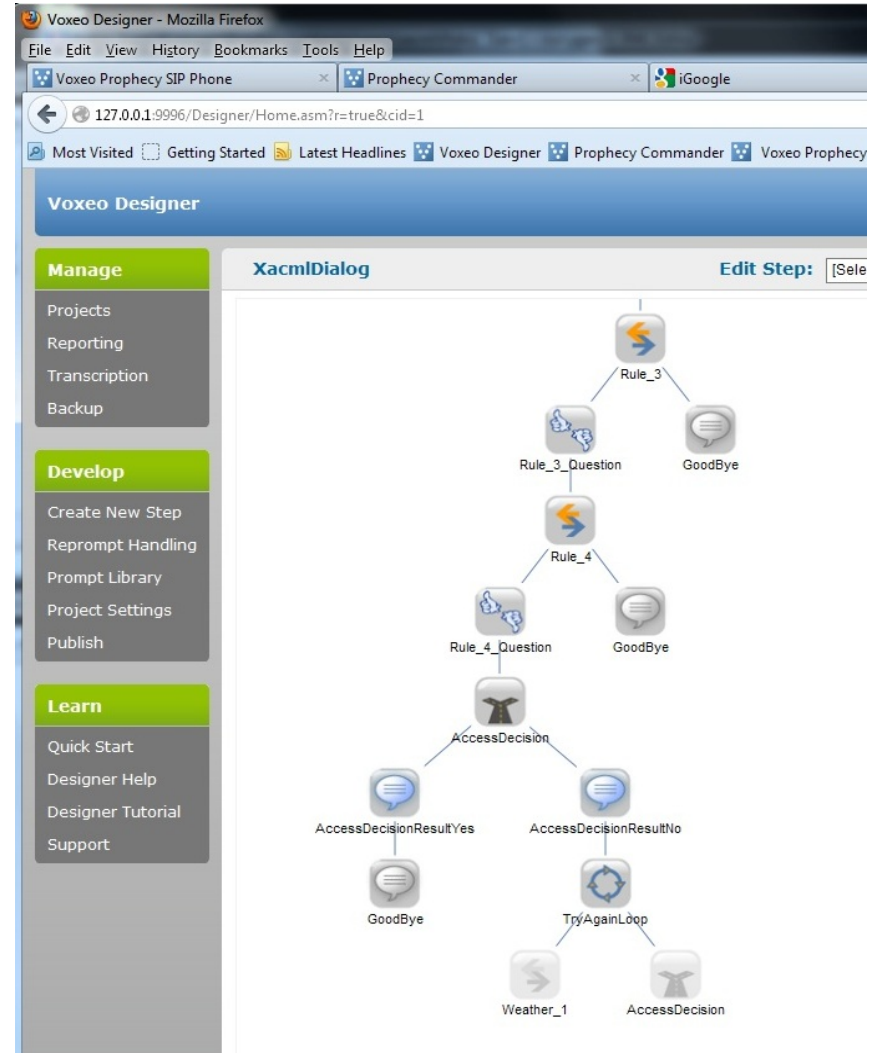 Voxeo Designer - Mozilla Firefox
File Edit View History Bookmarks Tools Help
Voxeo Prophecy SIP Phone × Prophecy Commander × iGoogle
127.0.0.1:9996/Designer/Home.asm?r=true&cid=1
Most Visited Getting Started Latest Headlines Voxeo Designer Prophecy Commander Voxeo Prophecy
Voxeo Designer
Manage
Projects
Reporting
Transcription
Backup
Develop
Create New Step
Reprompt Handling
Prompt Library
Project Settings
Publish
Learn
Quick Start
Designer Help
Designer Tutorial
Support
XacmlDialog Edit Step: [Sele
Rule_3
Rule_3_Question GoodBye
Rule_4
Rule_4_Question GoodBye
AccessDecision
AccessDecisionResultYes AccessDecisionResultNo
GoodBye TryAgainLoop
Weather_1 AccessDecision